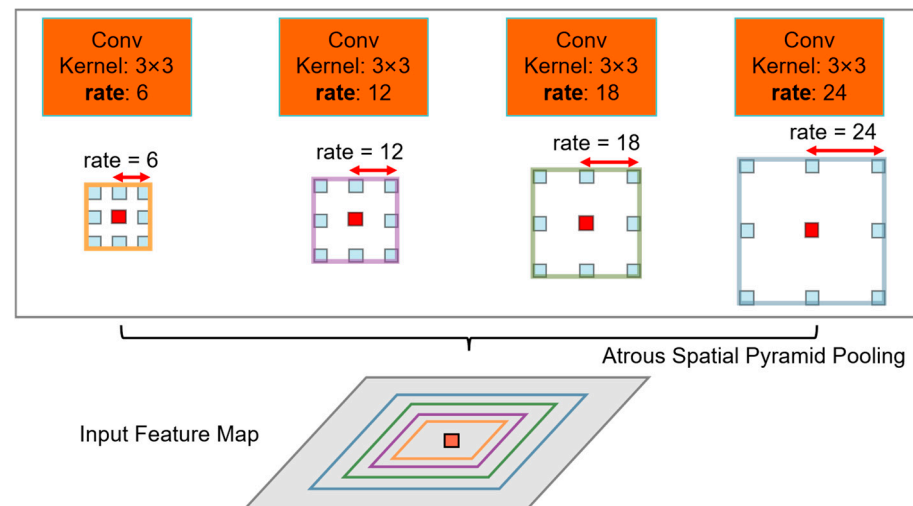 Conv
Kernel: 3×3
rate: 6
Conv
Kernel: 3×3
rate: 12
Conv
Kernel: 3×3
rate: 18
Conv
Kernel: 3×3
rate: 24
rate = 6
rate = 12
rate = 18
rate = 24
Atrous Spatial Pyramid Pooling
Input Feature Map